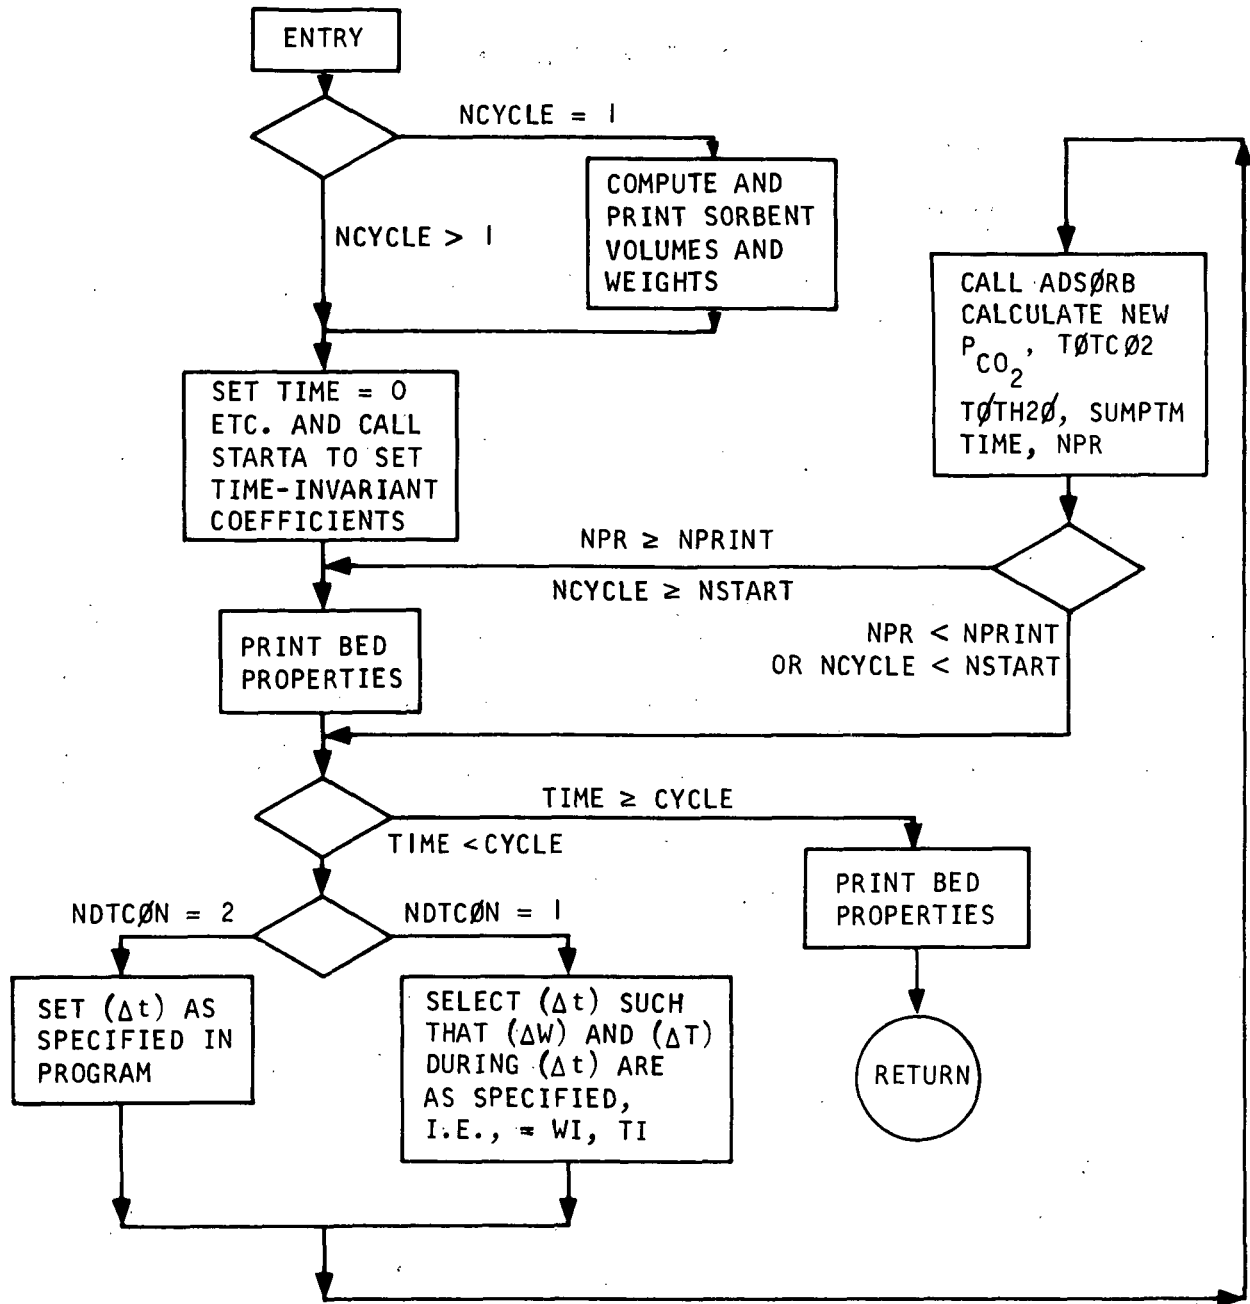 ENTRY
NCYCLE = 1
COMPUTE AND
PRINT SORBENT
VOLUMES AND
WEIGHTS
NCYCLE > 1
CALL ADSØRB
CALCULATE NEW
P_CO_2, TØTCØ2
TØTH2Ø, SUMPTM
TIME, NPR
SET TIME = 0
ETC. AND CALL
STARTA TO SET
TIME-INVARIANT
COEFFICIENTS
NPR ≥ NPRINT
NCYCLE ≥ NSTART
NPR < NPRINT
OR NCYCLE < NSTART
PRINT BED
PROPERTIES
TIME ≥ CYCLE
TIME < CYCLE
PRINT BED
PROPERTIES
NDTCØN = 2
NDTCØN = 1
SET (Δt) AS
SPECIFIED IN
PROGRAM
SELECT (Δt) SUCH
THAT (ΔW) AND (ΔT)
DURING (Δt) ARE
AS SPECIFIED,
I.E., = WI, TI
RETURN